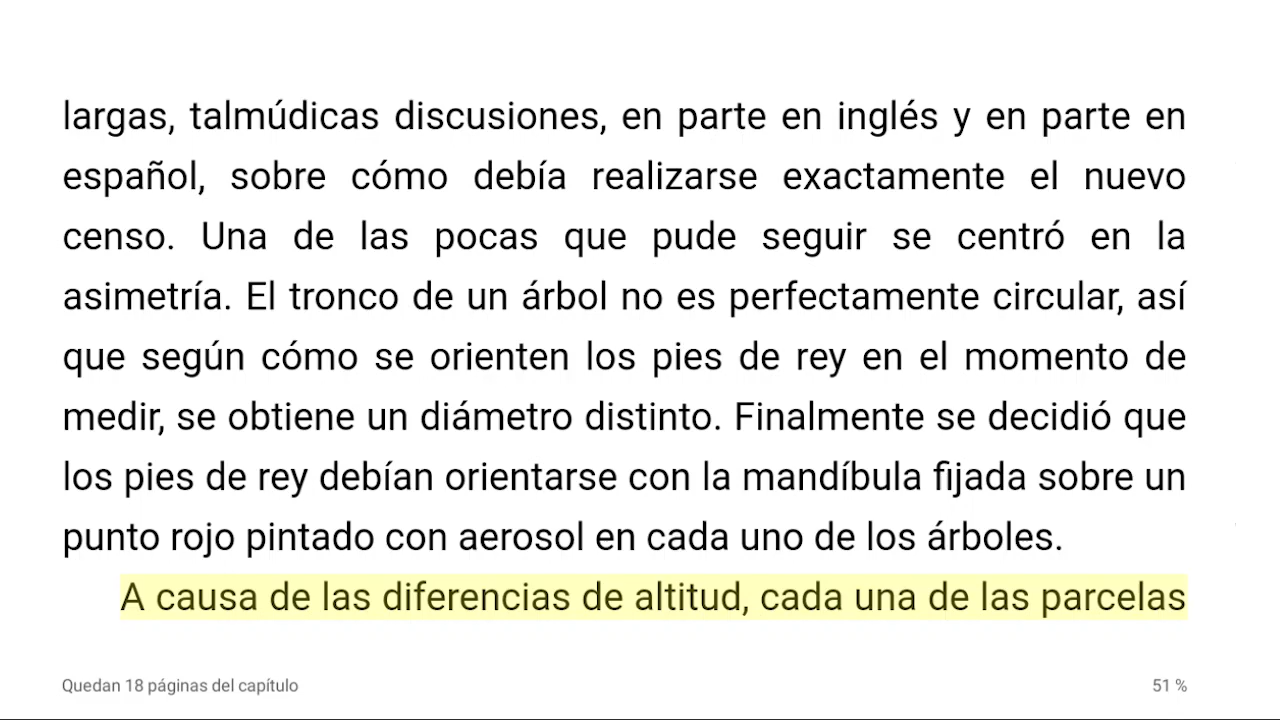 largas, talmúdicas discusiones, en parte en inglés y en parte en
español, sobre cómo debía realizarse exactamente el nuevo
censo. Una de las pocas que pude seguir se centró en la
asimetría. El tronco de un árbol no es perfectamente circular, así
que según cómo se orienten los pies de rey en el momento de
medir, se obtiene un diámetro distinto. Finalmente se decidió que
los pies de rey debían orientarse con la mandíbula fijada sobre un
punto rojo pintado con aerosol en cada uno de los árboles.
A causa de las diferencias de altitud, cada una de las parcelas
Quedan 18 páginas del capítulo
51 %